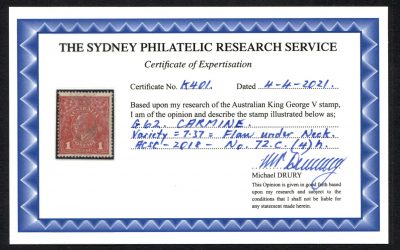 THE SYDNEY PHILATELIC RESEARCH SERVICE
Certificate of Expertisation
Certificate No. K401. Dated 4-4-2021.
Based upon my research of the Australian King George V stamp,
I am of the opinion and describe the stamp illustrated below as;
G62 CARMINE.
Variety = 7.37 = Flaw under Neck.
ACSC - 2018 - No. 72.C. (4)h.
1 1
Michael DRURY
This Opinion is given in good faith based
upon my research and subject to the
conditions that I shall not be liable for
any statement made herein.